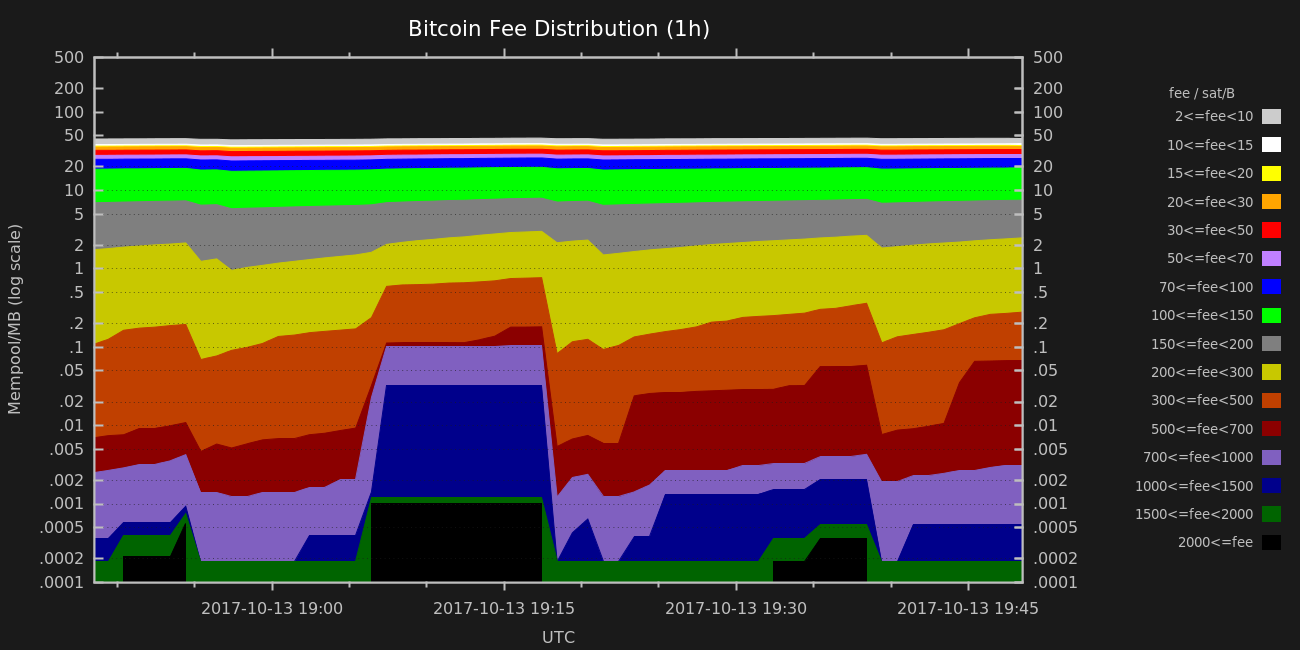 Bitcoin Fee Distribution (1h)
500 500
200 200
100 100
50 50
20 20
10 10
5 5
2 2
1 1
.5 .5
.2 .2
.1 .1
.05 .05
.02 .02
.01 .01
.005 .005
.002 .002
.001 .001
.0005 .0005
.0002 .0002
.0001 .0001
Mempool/MB (log scale)
2017-10-13 19:00 2017-10-13 19:15 2017-10-13 19:30 2017-10-13 19:45
UTC
fee / sat/B
2<=fee<10
10<=fee<15
15<=fee<20
20<=fee<30
30<=fee<50
50<=fee<70
70<=fee<100
100<=fee<150
150<=fee<200
200<=fee<300
300<=fee<500
500<=fee<700
700<=fee<1000
1000<=fee<1500
1500<=fee<2000
2000<=fee